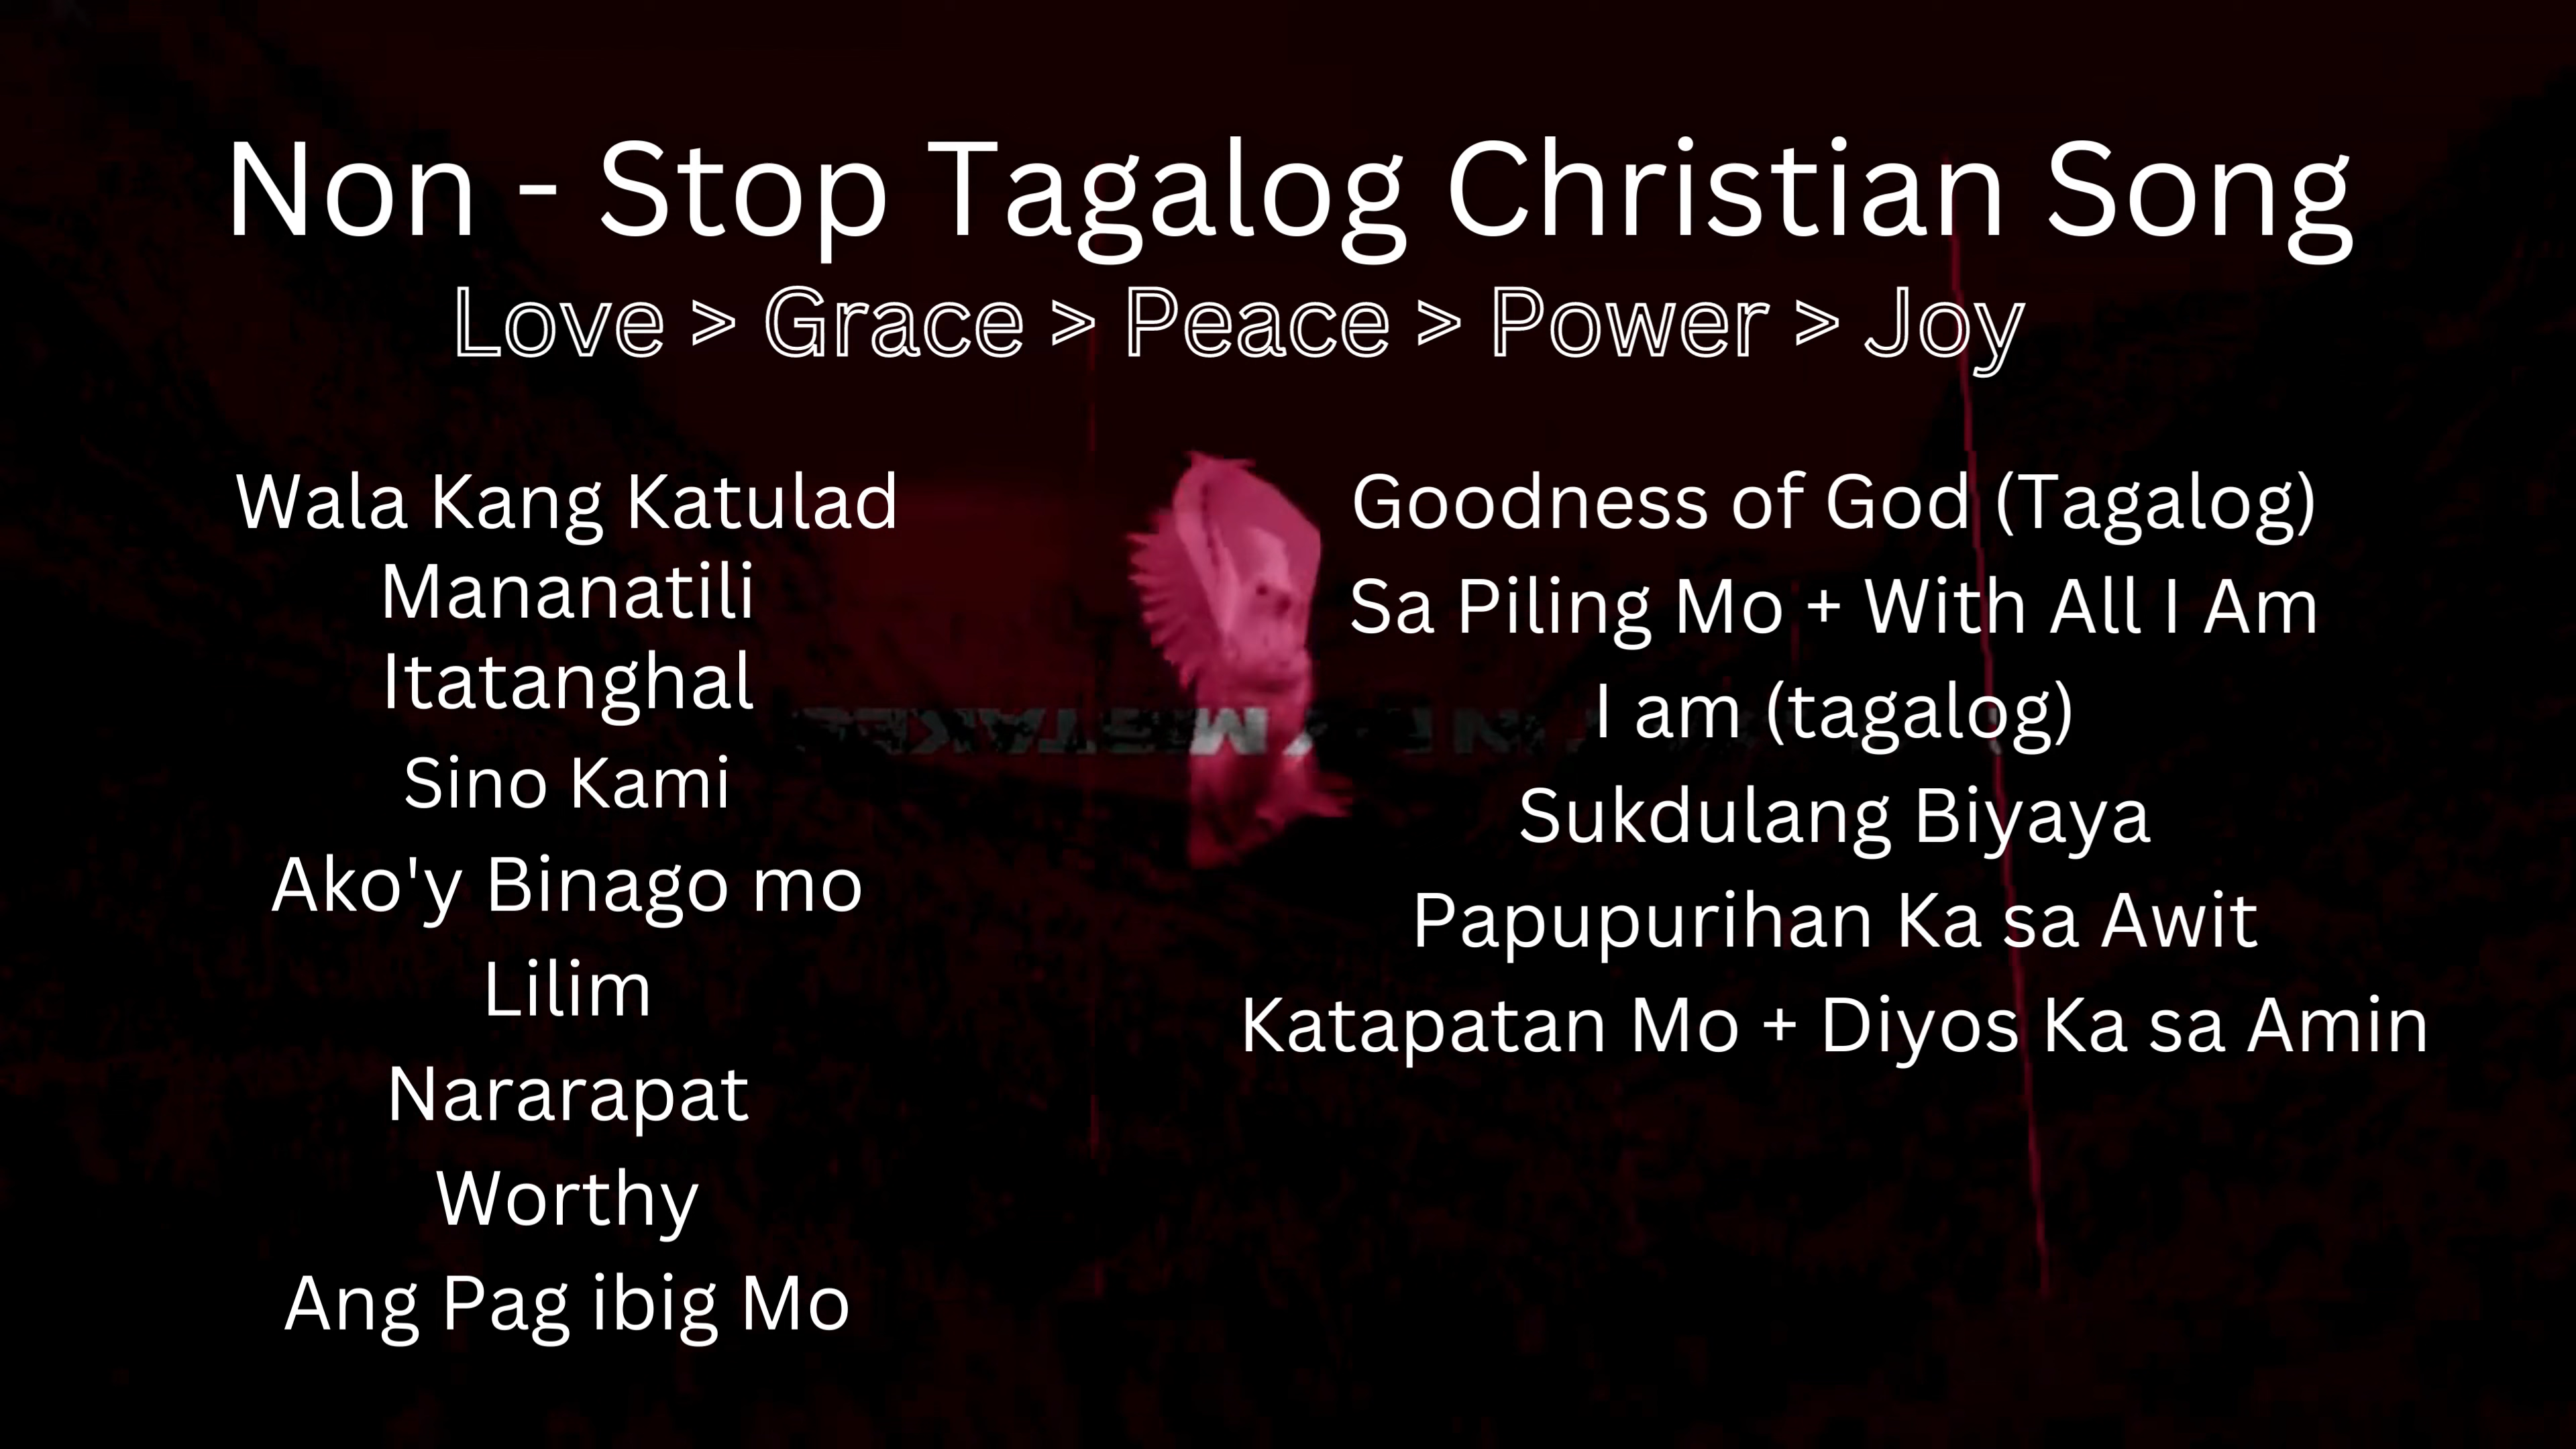 Non - Stop Tagalog Christian Song
Love > Grace > Peace > Power > Joy
Wala Kang Katulad
Mananatili
Itatanghal
Sino Kami
Ako'y Binago mo
Lilim
Nararapat
Worthy
Ang Pag ibig Mo
Goodness of God (Tagalog)
Sa Piling Mo + With All I Am
I am (tagalog)
Sukdulang Biyaya
Papupurihan Ka sa Awit
Katapatan Mo + Diyos Ka sa Amin